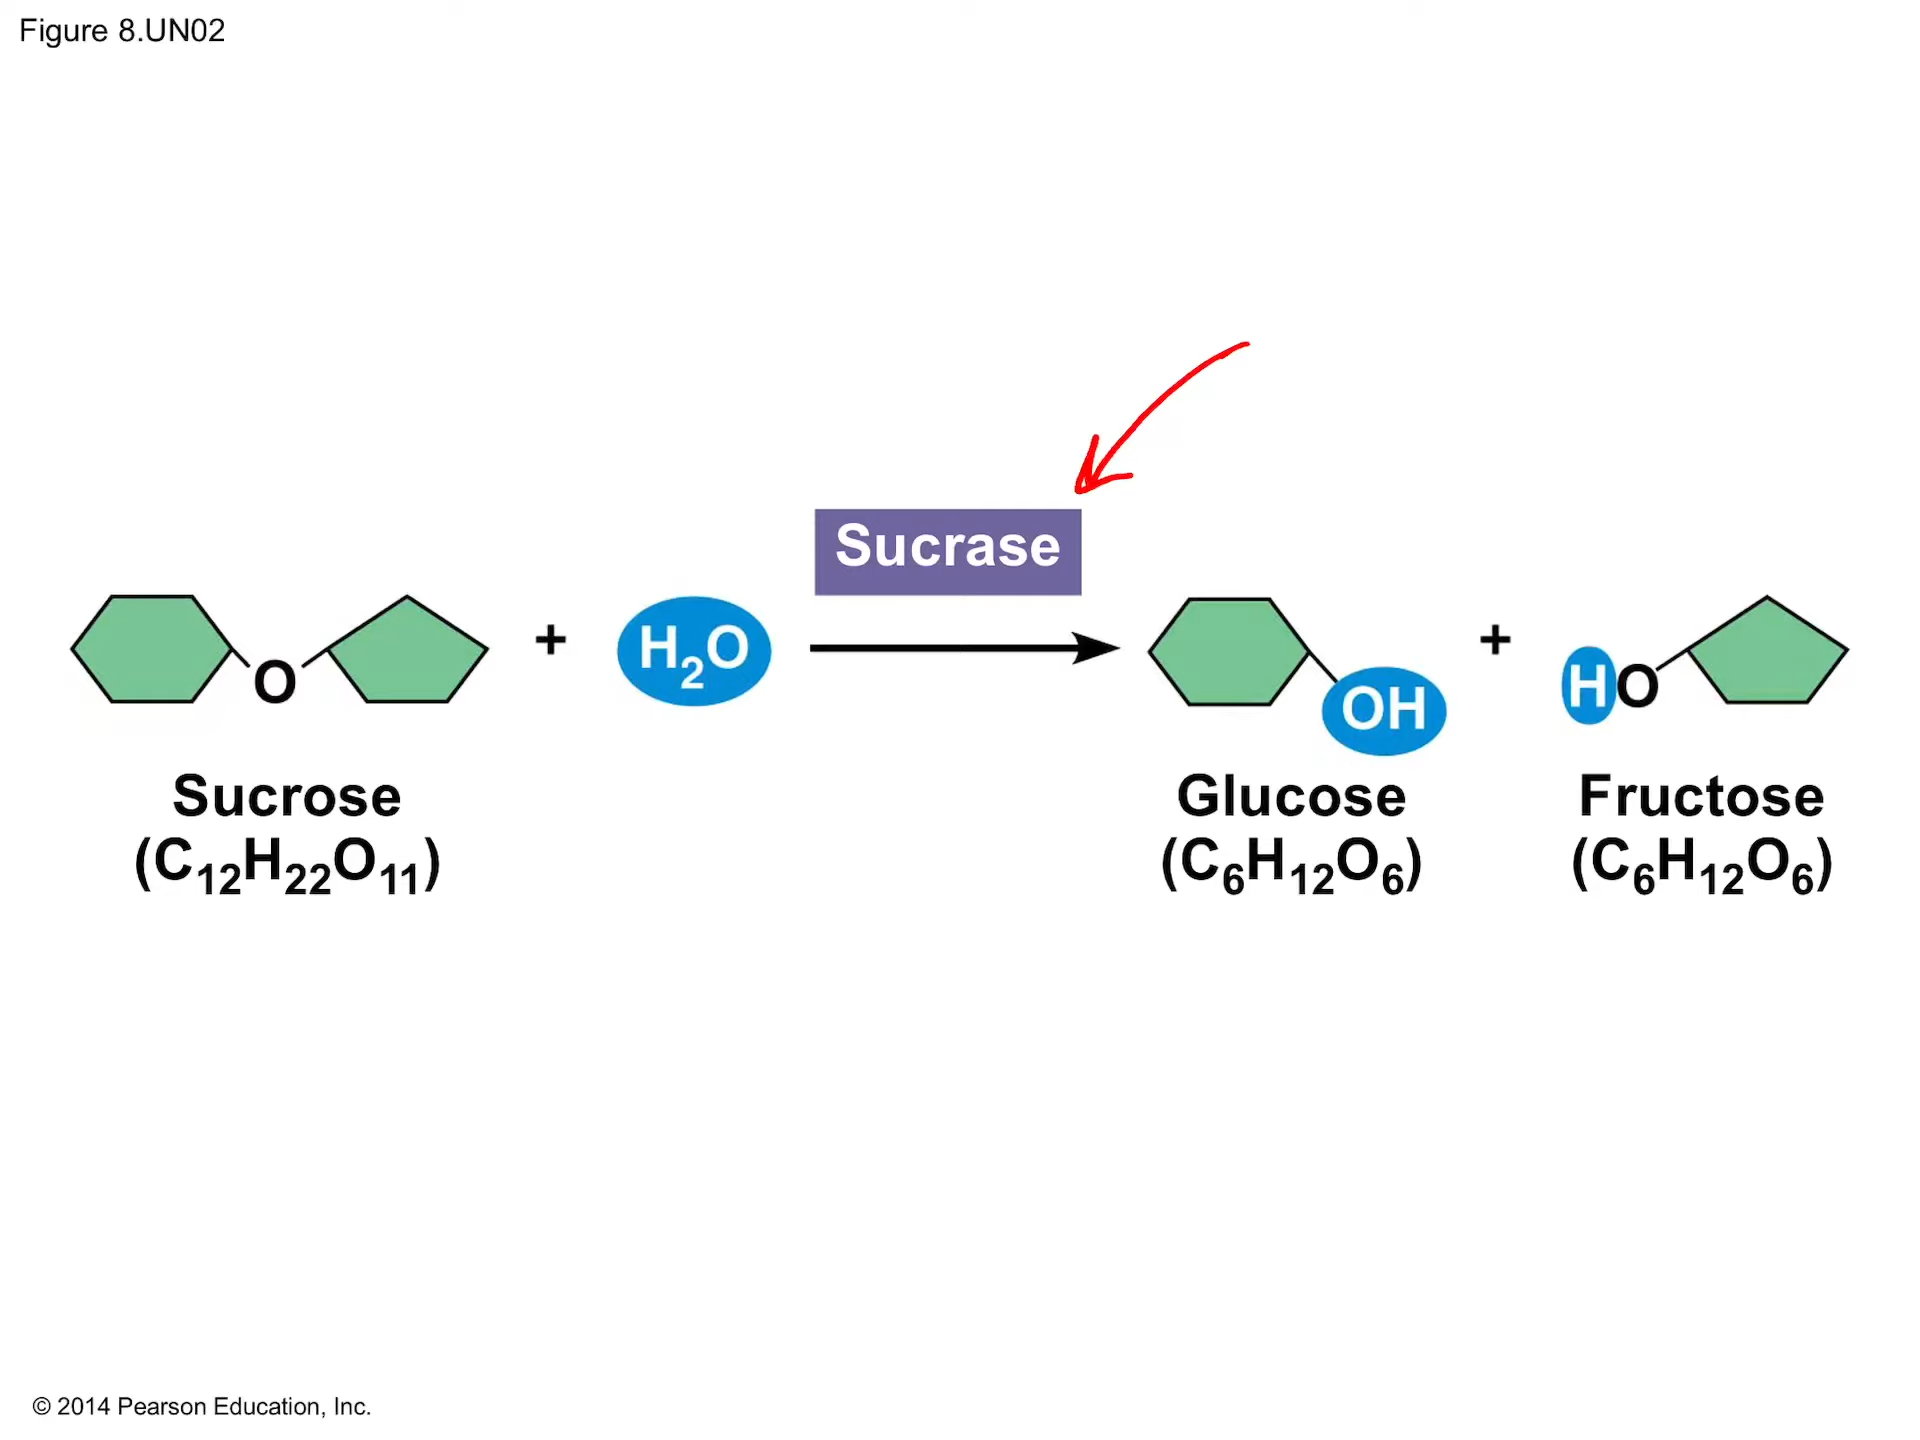 Figure 8.UN02
Sucrase
O + H₂O OH + HO
Sucrose Glucose Fructose
(C₁₂H₂₂O₁₁) (C₆H₁₂O₆) (C₆H₁₂O₆)
© 2014 Pearson Education, Inc.